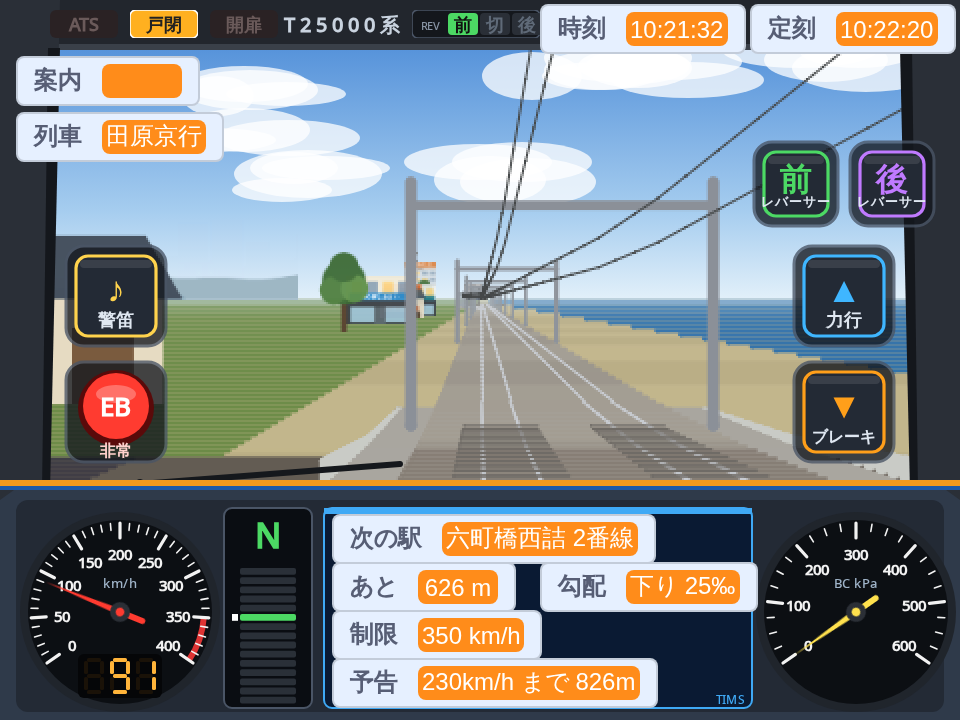 ATS 戸閉 開扉 T25000系 REV 前 切 後
時刻 10:21:32 定刻 10:22:20
案内
列車 田原京行
前 レバーサー
後 レバーサー
♪ 警笛
▲ 力行
EB 非常
▼ ブレーキ
0 50 100 150 200 250 300 350 400 km/h
91
N
次の駅 六町橋西詰 2番線
あと 626 m 勾配 下り 25‰
制限 350 km/h
予告 230km/h まで 826m
TIMS
0 100 200 300 400 500 600 BC kPa